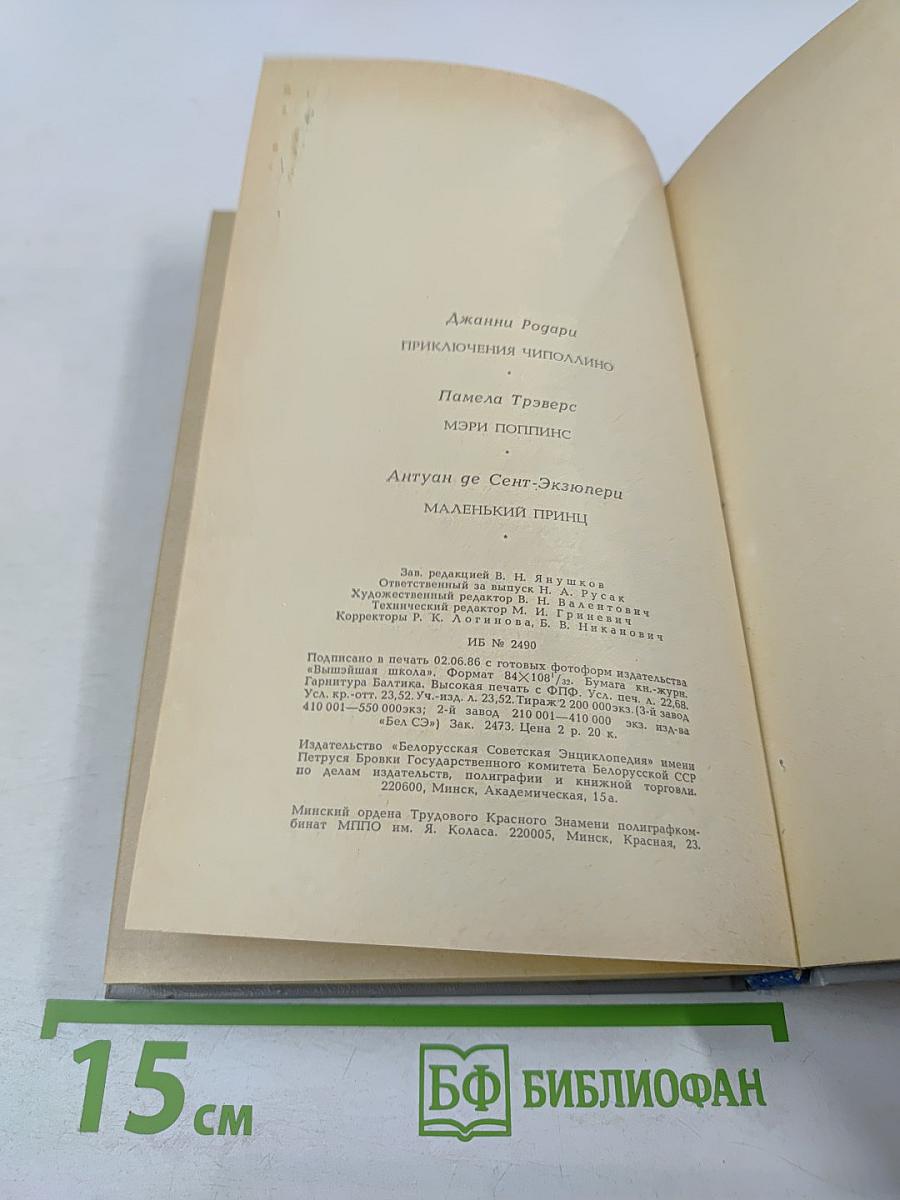 Джанни Родари
ПРИКЛЮЧЕНИЯ ЧИПОЛЛИНО
*
Памела Трэверс
МЭРИ ПОППИНС
*
Антуан де Сент-Экзюпери
МАЛЕНЬКИЙ ПРИНЦ
*
Зав. редакцией В. Н. Янушков
Ответственный за выпуск Н. А. Русак
Художественный редактор В. Н. Валентович
Технический редактор М. И. Гриневич
Корректоры Р. К. Логинова, Б. В. Никанович
ИБ № 2490
Подписано в печать 02.06.86 с готовых фотоформ издательства
«Вышэйшая школа». Формат 84×108¹/₃₂. Бумага кн.-журн.
Гарнитура Балтика. Высокая печать с ФПФ. Усл. печ. л. 22,68.
Усл. кр.-отт. 23,52. Уч.-изд. л. 23,52. Тираж 2 200 000 экз. (3-й завод
410 001—550 000 экз; 2-й завод 210 001—410 000 экз. изд-ва
«Бел СЭ») Зак. 2473. Цена 2 р. 20 к.
Издательство «Белорусская Советская Энциклопедия» имени
Петруся Бровки Государственного комитета Белорусской ССР
по делам издательств, полиграфии и книжной торговли.
220600, Минск, Академическая, 15а.
Минский ордена Трудового Красного Знамени полиграфком-
бинат МППО им. Я. Коласа. 220005, Минск, Красная, 23.
15 см
БФ БИБЛИОФАН